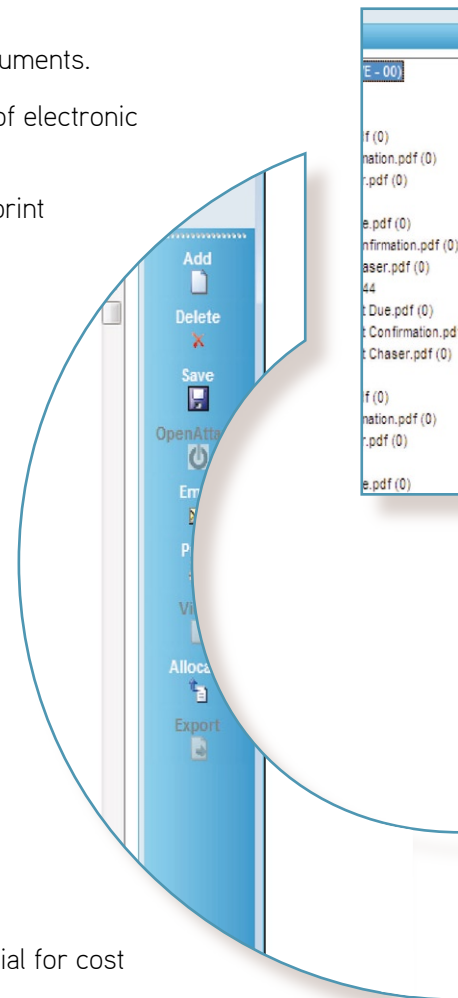 uments.
of electronic
print
ial for cost
Add
Delete
Save
OpenAtta
Em
P
Vi
Alloca
Export
E - 00)
lf (0)
nation.pdf (0)
r.pdf (0)
e.pdf (0)
nfirmation.pdf (0)
aser.pdf (0)
44
t Due.pdf (0)
t Confirmation.pd
t Chaser.pdf (0)
lf (0)
nation.pdf (0)
r.pdf (0)
e.pdf (0)